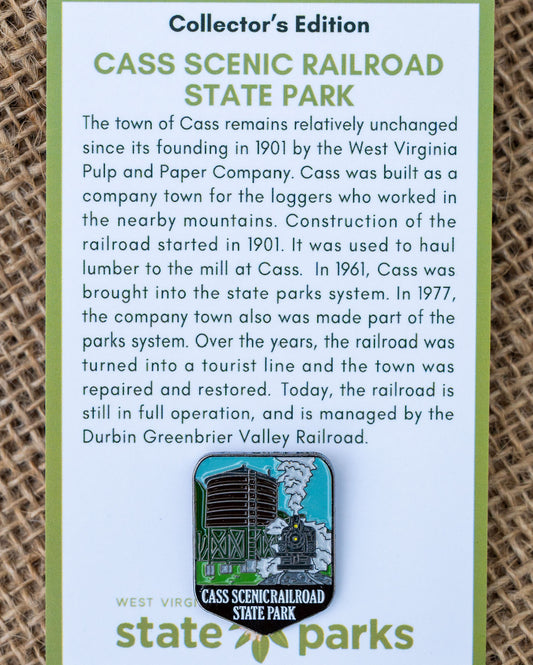 Collector's Edition
CASS SCENIC RAILROAD
STATE PARK
The town of Cass remains relatively unchanged
since its founding in 1901 by the West Virginia
Pulp and Paper Company. Cass was built as a
company town for the loggers who worked in
the nearby mountains. Construction of the
railroad started in 1901. It was used to haul
lumber to the mill at Cass. In 1961, Cass was
brought into the state parks system. In 1977,
the company town also was made part of the
parks system. Over the years, the railroad was
turned into a tourist line and the town was
repaired and restored. Today, the railroad is
still in full operation, and is managed by the
Durbin Greenbrier Valley Railroad.
CASS SCENICRAILROAD
STATE PARK
WEST
state parks